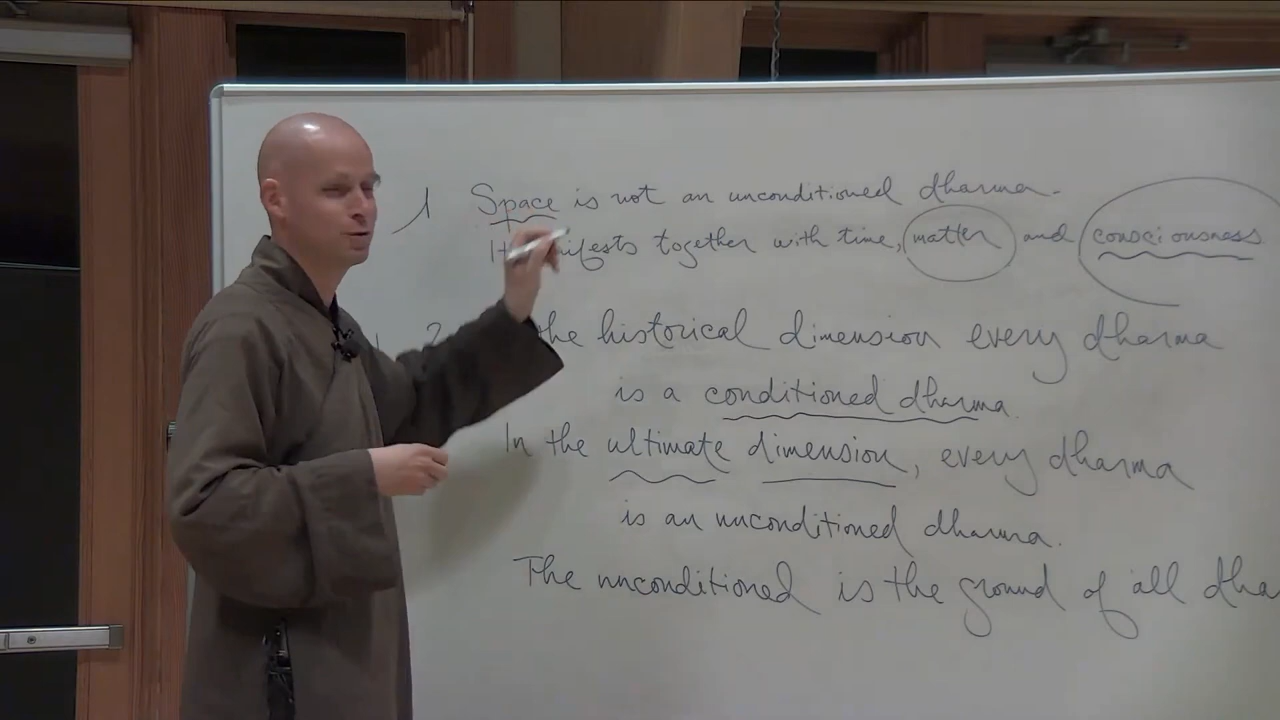 1 Space is not an unconditioned dharma.
It manifests together with time, matter and consciousness
2 the historical dimension every dharma
is a conditioned dharma.
In the ultimate dimension, every dharma
is an unconditioned dharma.
The unconditioned is the ground of all dha